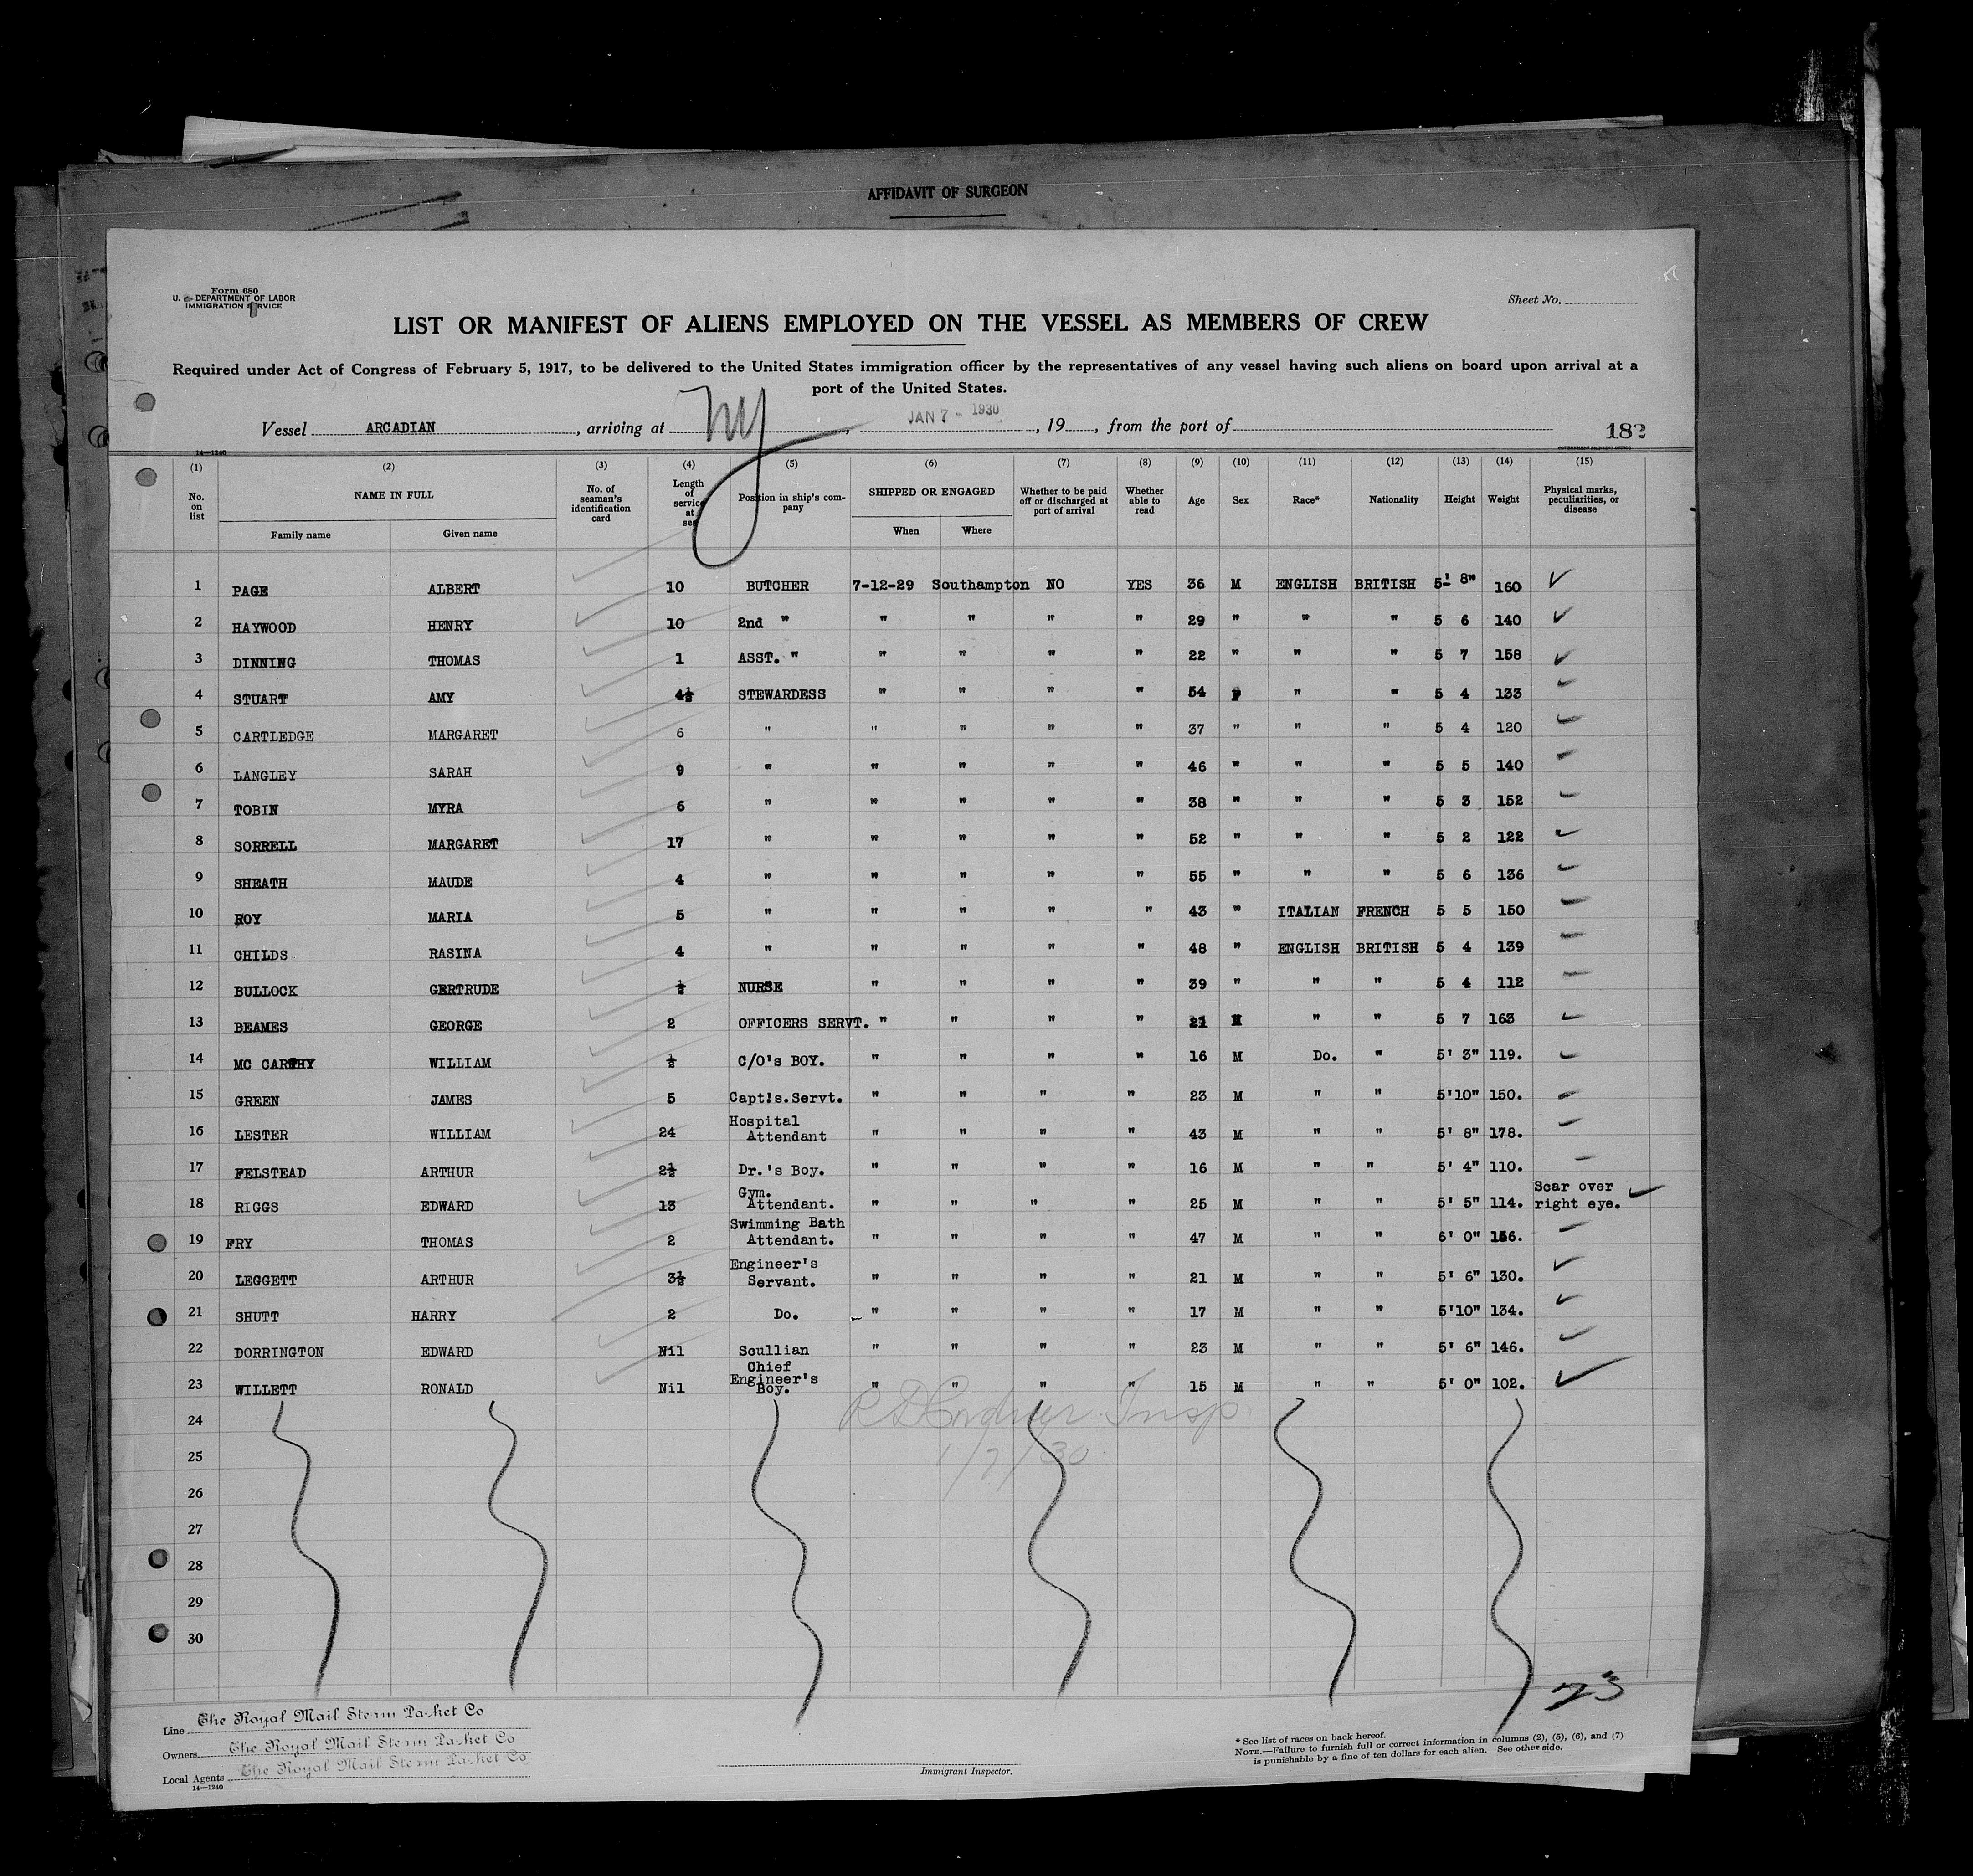 AFFIDAVIT OF SURGEON
Form 680
U. S. DEPARTMENT OF LABOR
IMMIGRATION SERVICE
Sheet No.
LIST OR MANIFEST OF ALIENS EMPLOYED ON THE VESSEL AS MEMBERS OF CREW
Required under Act of Congress of February 5, 1917, to be delivered to the United States immigration officer by the representatives of any vessel having such aliens on board upon arrival at a
port of the United States.
Vessel ARCADIAN, arriving at NY, JAN 7 - 1930, 19, from the port of
182
14—1240
(1) (2) (3) (4) (5) (6) (7) (8) (9) (10) (11) (12) (13) (14) (15)
No. on list NAME IN FULL Family name Given name No. of seaman's identification card Length of service at sea Position in ship's company SHIPPED OR ENGAGED When Where Whether to be paid off or discharged at port of arrival Whether able to read Age Sex Race* Nationality Height Weight Physical marks, peculiarities, or disease
1 PAGE ALBERT 10 BUTCHER 7-12-29 Southampton NO YES 36 M ENGLISH BRITISH 5' 8" 160
2 HAYWOOD HENRY 10 2nd " " " " " 29 " " " 5 6 140
3 DINNING THOMAS 1 ASST. " " " " " 22 " " " 5 7 158
4 STUART AMY 4½ STEWARDESS " " " " 54 F " " 5 4 133
5 CARTLEDGE MARGARET 6 " " " " " 37 " " " 5 4 120
6 LANGLEY SARAH 9 " " " " " 46 " " " 5 5 140
7 TOBIN MYRA 6 " " " " " 38 " " " 5 3 152
8 SORRELL MARGARET 17 " " " " " 52 " " " 5 2 122
9 SHEATH MAUDE 4 " " " " " 55 " " " 5 6 136
10 ROY MARIA 5 " " " " " 43 " ITALIAN FRENCH 5 5 150
11 CHILDS RASINA 4 " " " " " 48 " ENGLISH BRITISH 5 4 139
12 BULLOCK GERTRUDE ½ NURSE " " " " 39 " " " 5 4 112
13 BEAMES GEORGE 2 OFFICERS SERVT. " " " " 21 M " " 5 7 163
14 MC CARTHY WILLIAM ½ C/O's BOY. " " " " 16 M Do. " 5' 3" 119.
15 GREEN JAMES 5 Capt!s.Servt. " " " " 23 M " " 5'10" 150.
16 LESTER WILLIAM 24 Hospital Attendant " " " " 43 M " " 5' 8" 178.
17 FELSTEAD ARTHUR 2½ Dr.'s Boy. " " " " 16 M " " 5' 4" 110.
18 RIGGS EDWARD 13 Gym. Attendant. " " " " 25 M " " 5' 5" 114. Scar over right eye.
19 FRY THOMAS 2 Swimming Bath Attendant. " " " " 47 M " " 6' 0" 156.
20 LEGGETT ARTHUR 3½ Engineer's Servant. " " " " 21 M " " 5' 6" 130.
21 SHUTT HARRY 2 Do. " " " " 17 M " " 5'10" 134.
22 DORRINGTON EDWARD Nil Scullian " " " " 23 M " " 5' 6" 146.
23 WILLETT RONALD Nil Chief Engineer's Boy. " " " " 15 M " " 5' 0" 102.
24
Insp
25
1/7/30
26
27
28
29
30
23
Line The Royal Mail Steam Packet Co
Owners The Royal Mail Steam Packet Co
Local Agents The Royal Mail Steam Packet Co
14—1240
Immigrant Inspector.
* See list of races on back hereof.
NOTE.—Failure to furnish full or correct information in columns (2), (5), (6), and (7)
is punishable by a fine of ten dollars for each alien. See other side.